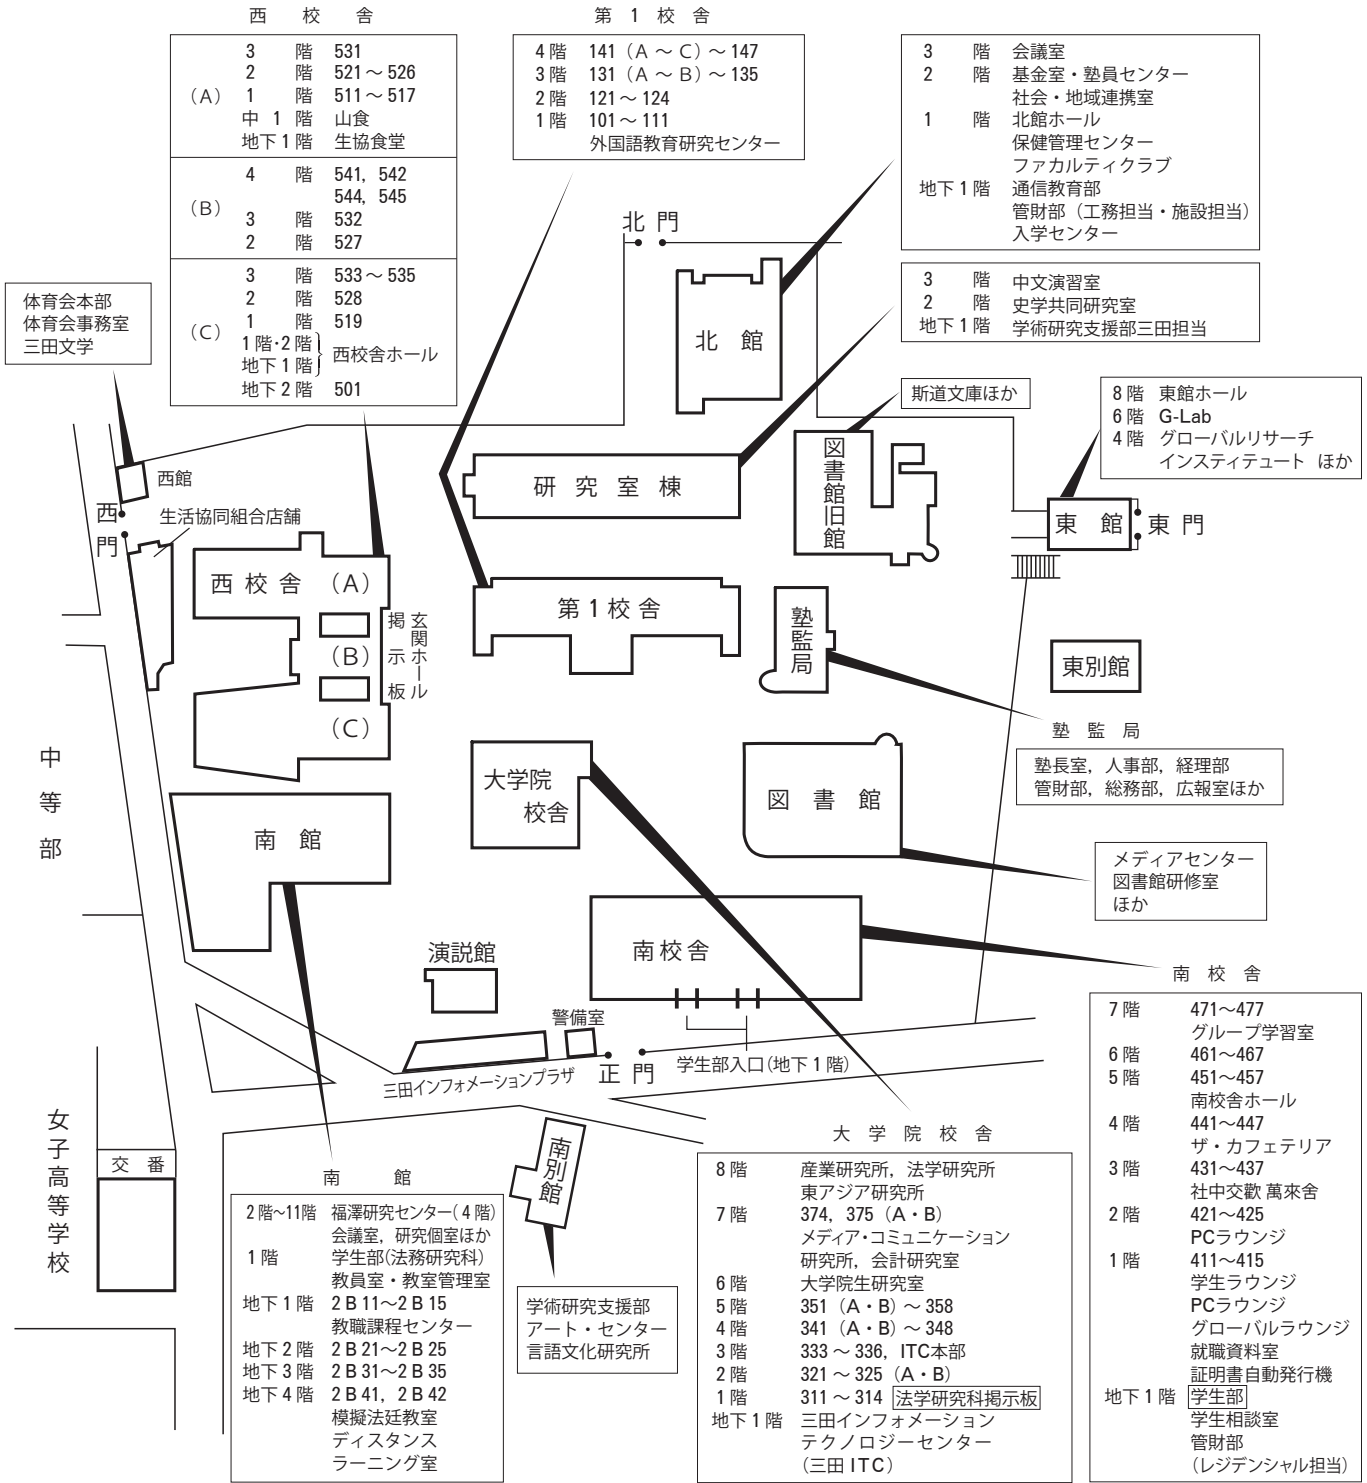 西校舎
(A)
3 階 531
2 階 521～526
1 階 511～517
中 1 階 山食
地下1階 生協食堂
(B)
4 階 541, 542
544, 545
3 階 532
2 階 527
(C)
3 階 533～535
2 階 528
1 階 519
1階・2階
地下1階
西校舎ホール
地下2階 501
第1校舎
4階 141（A～C）～147
3階 131（A～B）～135
2階 121～124
1階 101～111
外国語教育研究センター
3 階 会議室
2 階 基金室・塾員センター
社会・地域連携室
1 階 北館ホール
保健管理センター
ファカルティクラブ
地下1階 通信教育部
管財部（工務担当・施設担当）
入学センター
3 階 中文演習室
2 階 史学共同研究室
地下1階 学術研究支援部三田担当
体育会本部
体育会事務室
三田文学
北門
北館
斯道文庫ほか
8階 東館ホール
6階 G-Lab
4階 グローバルリサーチ
インスティテュート ほか
西館
西門
生活協同組合店舗
研究室棟
図書館旧館
東館
東門
西校舎（A）
（B）
（C）
掲示板
玄関ホール
第1校舎
塾監局
東別館
塾監局
塾長室，人事部，経理部
管財部，総務部，広報室ほか
中等部
大学院
校舎
図書館
南館
メディアセンター
図書館研修室
ほか
南校舎
演説館
警備室
三田インフォメーションプラザ
正門
学生部入口(地下1階)
女子高等学校
交番
南別館
南館
2階～11階 福澤研究センター(4階)
会議室，研究個室ほか
1階 学生部(法務研究科)
教員室・教室管理室
地下1階 2B11～2B15
教職課程センター
地下2階 2B21～2B25
地下3階 2B31～2B35
地下4階 2B41, 2B42
模擬法廷教室
ディスタンス
ラーニング室
学術研究支援部
アート・センター
言語文化研究所
大学院校舎
8階 産業研究所，法学研究所
東アジア研究所
7階 374, 375（A・B）
メディア・コミュニケーション
研究所，会計研究室
6階 大学院生研究室
5階 351（A・B）～358
4階 341（A・B）～348
3階 333～336, ITC本部
2階 321～325（A・B）
1階 311～314 法学研究科掲示板
地下1階 三田インフォメーション
テクノロジーセンター
（三田ITC）
南校舎
7階 471～477
グループ学習室
6階 461～467
5階 451～457
南校舎ホール
4階 441～447
ザ・カフェテリア
3階 431～437
社中交歡 萬來舎
2階 421～425
PCラウンジ
1階 411～415
学生ラウンジ
PCラウンジ
グローバルラウンジ
就職資料室
証明書自動発行機
地下1階 学生部
学生相談室
管財部
（レジデンシャル担当）